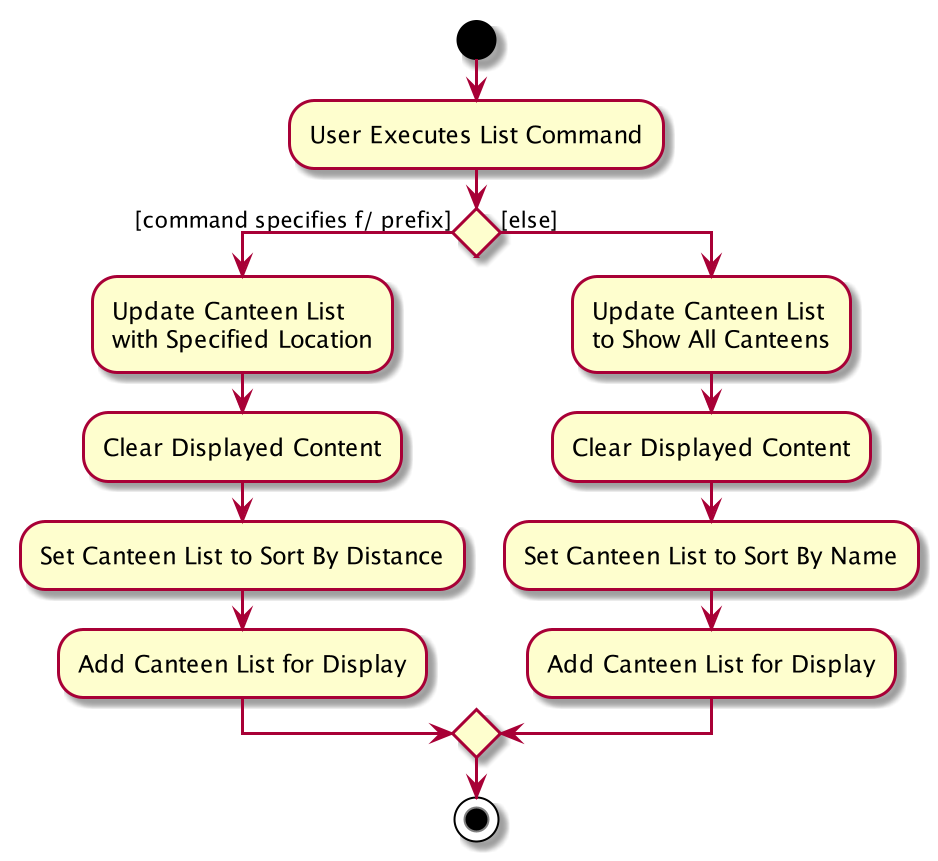 User Executes List Command
[command specifies f/ prefix]
[else]
Update Canteen List
with Specified Location
Clear Displayed Content
Set Canteen List to Sort By Distance
Add Canteen List for Display
Update Canteen List
to Show All Canteens
Clear Displayed Content
Set Canteen List to Sort By Name
Add Canteen List for Display